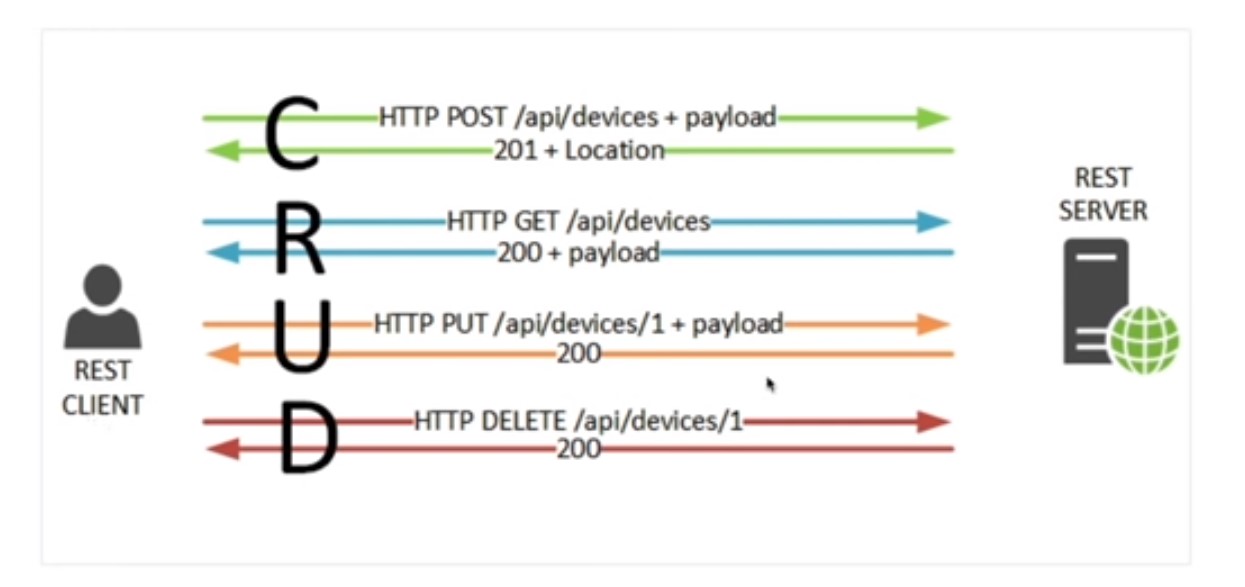 C
HTTP POST /api/devices + payload
201 + Location
R
HTTP GET /api/devices
200 + payload
U
HTTP PUT /api/devices/1 + payload
200
D
HTTP DELETE /api/devices/1
200
REST
CLIENT
REST
SERVER